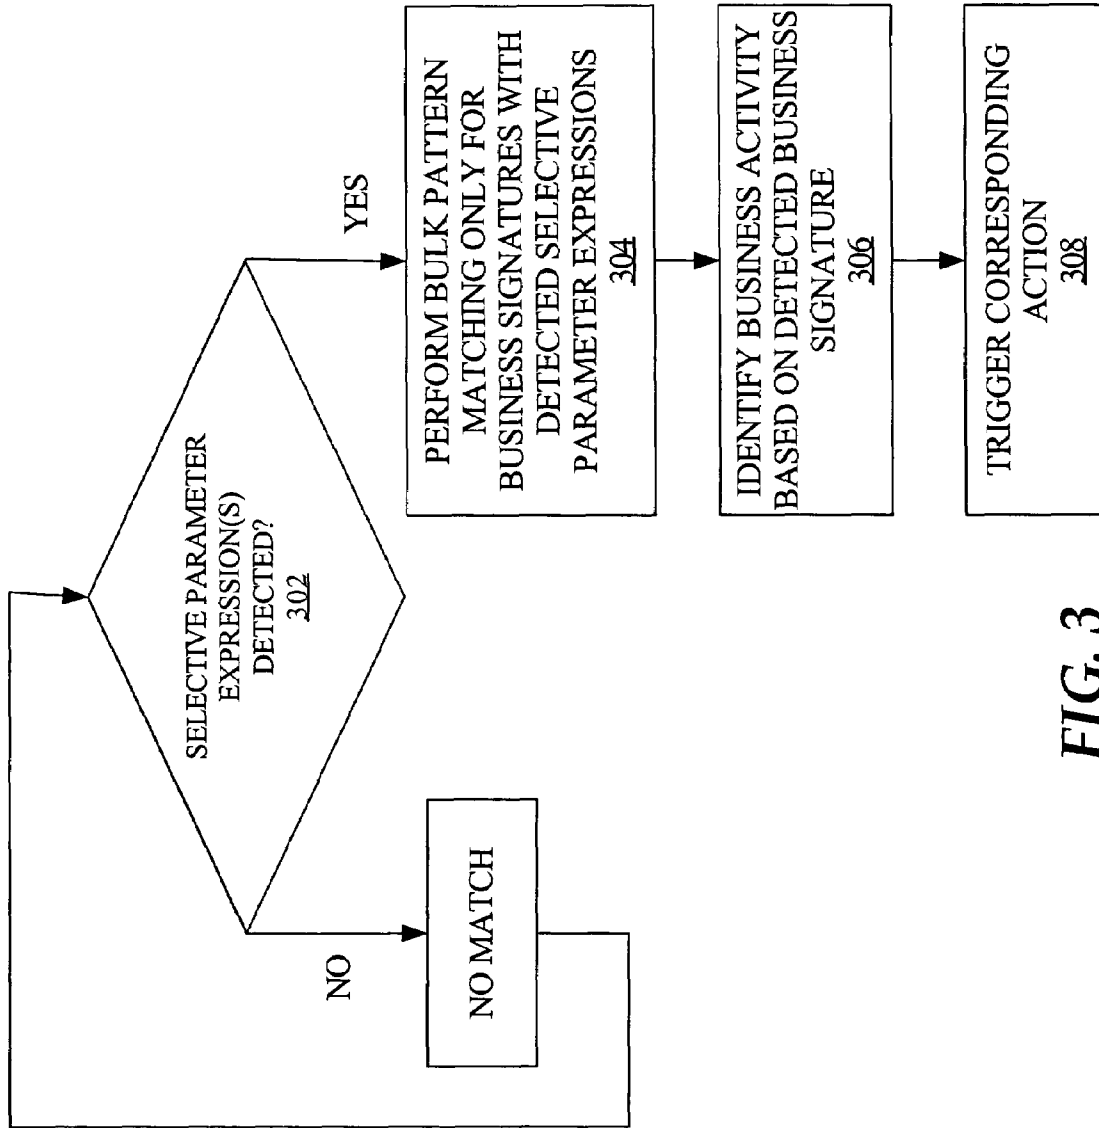 SELECTIVE PARAMETER
EXPRESSION(S)
DETECTED?
302
NO
YES
NO MATCH
PERFORM BULK PATTERN
MATCHING ONLY FOR
BUSINESS SIGNATURES WITH
DETECTED SELECTIVE
PARAMETER EXPRESSIONS
304
IDENTIFY BUSINESS ACTIVITY
BASED ON DETECTED BUSINESS
SIGNATURE
306
TRIGGER CORRESPONDING
ACTION
308
FIG. 3